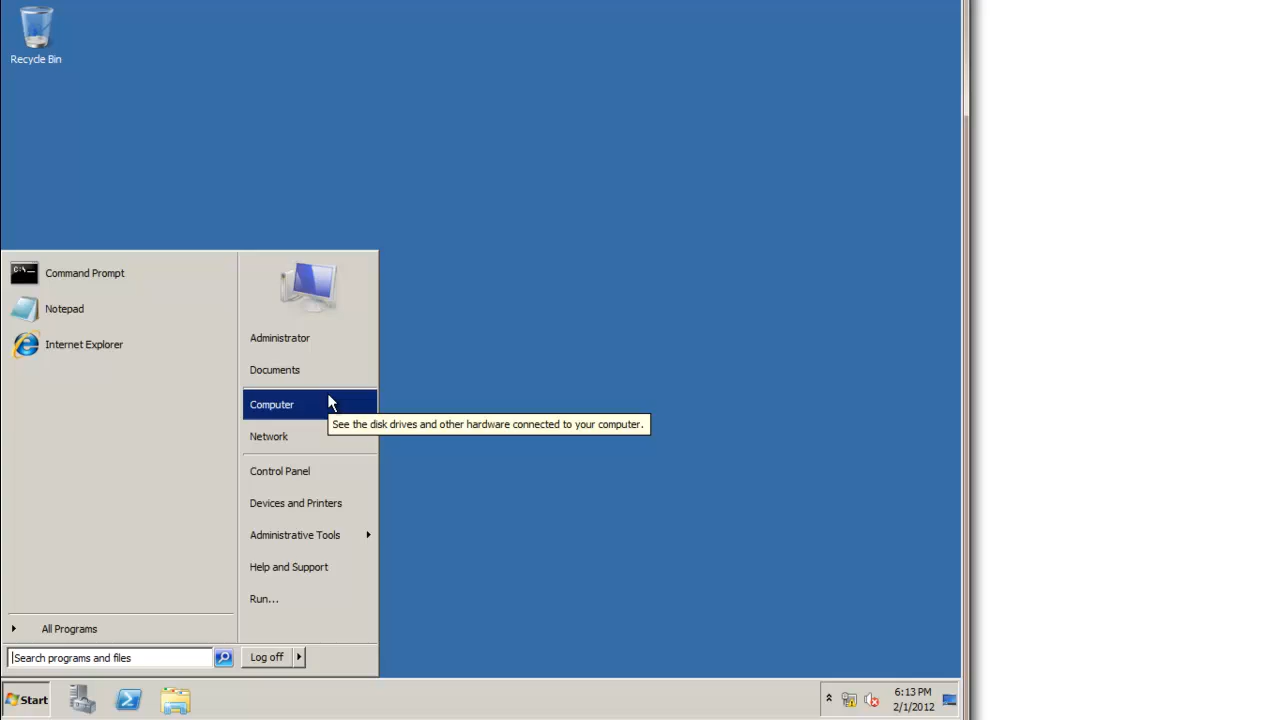 Recycle Bin
Command Prompt
Notepad
Internet Explorer
Administrator
Documents
Computer
See the disk drives and other hardware connected to your computer.
Network
Control Panel
Devices and Printers
Administrative Tools
Help and Support
Run...
All Programs
Search programs and files
Log off
Start
6:13 PM
2/1/2012